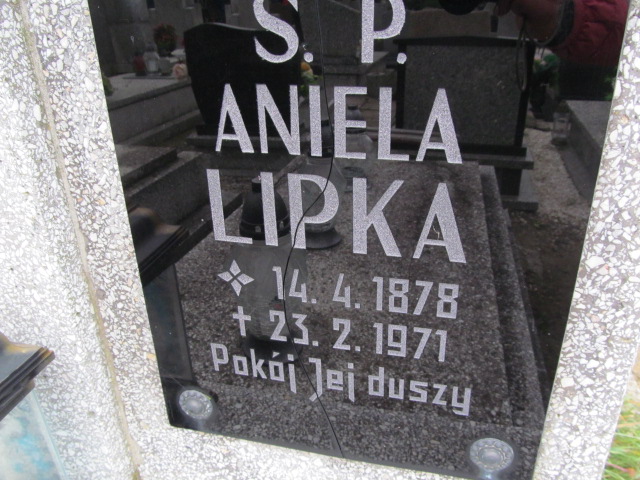 Ś. P.
ANIELA
LIPKA
14. 4. 1878
✝ 23. 2. 1971
Pokój Jej duszy